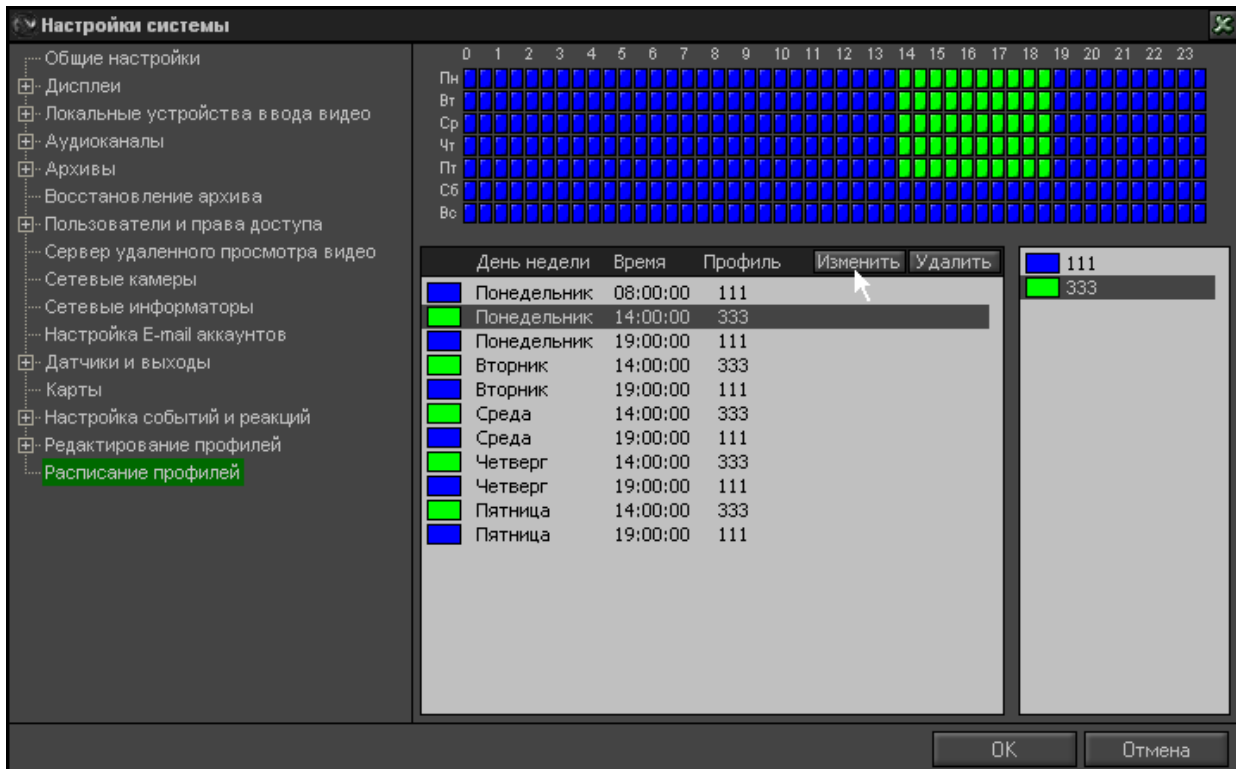 Настройки системы
Общие настройки
Дисплеи
Локальные устройства ввода видео
Аудиоканалы
Архивы
Восстановление архива
Пользователи и права доступа
Сервер удаленного просмотра видео
Сетевые камеры
Сетевые информаторы
Настройка E-mail аккаунтов
Датчики и выходы
Карты
Настройка событий и реакций
Редактирование профилей
Расписание профилей
0 1 2 3 4 5 6 7 8 9 10 11 12 13 14 15 16 17 18 19 20 21 22 23
Пн
Вт
Ср
Чт
Пт
Сб
Вс
День недели Время Профиль Изменить Удалить
Понедельник 08:00:00 111
Понедельник 14:00:00 333
Понедельник 19:00:00 111
Вторник 14:00:00 333
Вторник 19:00:00 111
Среда 14:00:00 333
Среда 19:00:00 111
Четверг 14:00:00 333
Четверг 19:00:00 111
Пятница 14:00:00 333
Пятница 19:00:00 111
111
333
OK Отмена